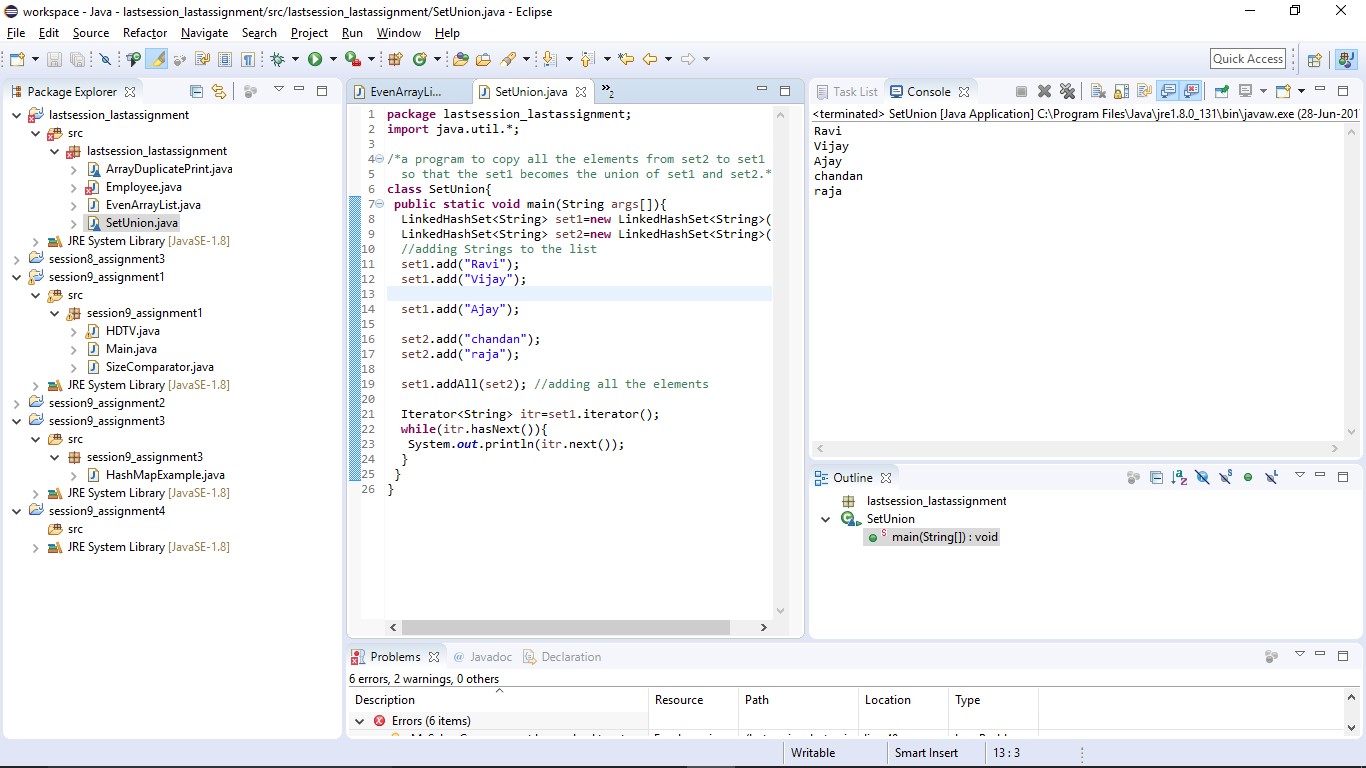 workspace - Java - lastsession_lastassignment/src/lastsession_lastassignment/SetUnion.java - Eclipse
File Edit Source Refactor Navigate Search Project Run Window Help
Quick Access
Package Explorer
lastsession_lastassignment
src
lastsession_lastassignment
ArrayDuplicatePrint.java
Employee.java
EvenArrayList.java
SetUnion.java
JRE System Library [JavaSE-1.8]
session8_assignment3
session9_assignment1
src
session9_assignment1
HDTV.java
Main.java
SizeComparator.java
JRE System Library [JavaSE-1.8]
session9_assignment2
session9_assignment3
src
session9_assignment3
HashMapExample.java
JRE System Library [JavaSE-1.8]
session9_assignment4
src
JRE System Library [JavaSE-1.8]
EvenArrayLi... SetUnion.java »2
1 package lastsession_lastassignment;
2 import java.util.*;
3
4 /*a program to copy all the elements from set2 to set1
5 so that the set1 becomes the union of set1 and set2.*
6 class SetUnion{
7 public static void main(String args[]){
8 LinkedHashSet<String> set1=new LinkedHashSet<String>(
9 LinkedHashSet<String> set2=new LinkedHashSet<String>(
10 //adding Strings to the list
11 set1.add("Ravi");
12 set1.add("Vijay");
13
14 set1.add("Ajay");
15
16 set2.add("chandan");
17 set2.add("raja");
18
19 set1.addAll(set2); //adding all the elements
20
21 Iterator<String> itr=set1.iterator();
22 while(itr.hasNext()){
23 System.out.println(itr.next());
24 }
25 }
26 }
Task List Console
<terminated> SetUnion [Java Application] C:\Program Files\Java\jre1.8.0_131\bin\javaw.exe (28-Jun-201
Ravi
Vijay
Ajay
chandan
raja
Outline
lastsession_lastassignment
SetUnion
main(String[]) : void
Problems @ Javadoc Declaration
6 errors, 2 warnings, 0 others
Description Resource Path Location Type
Errors (6 items)
Writable Smart Insert 13 : 3